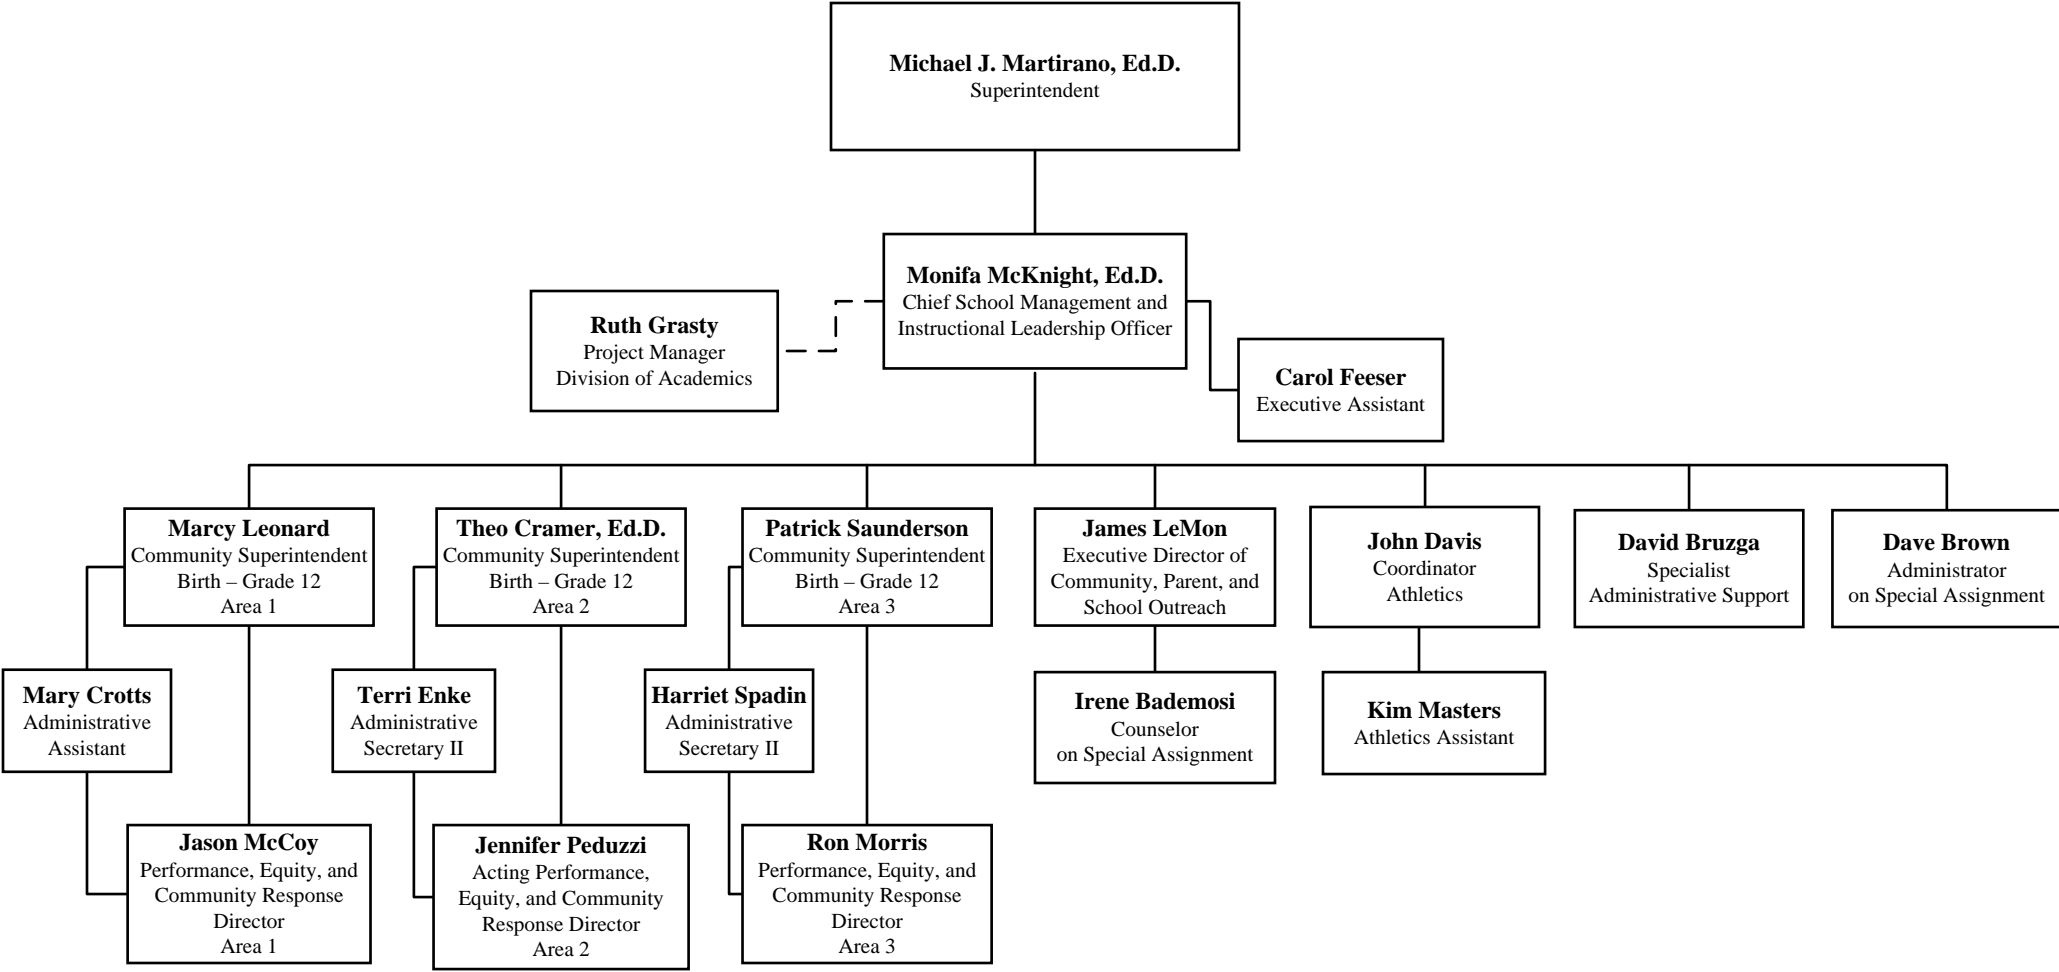 Michael J. Martirano, Ed.D.
Superintendent
Monifa McKnight, Ed.D.
Chief School Management and
Instructional Leadership Officer
Ruth Grasty
Project Manager
Division of Academics
Carol Feeser
Executive Assistant
Marcy Leonard
Community Superintendent
Birth – Grade 12
Area 1
Theo Cramer, Ed.D.
Community Superintendent
Birth – Grade 12
Area 2
Patrick Saunderson
Community Superintendent
Birth – Grade 12
Area 3
James LeMon
Executive Director of
Community, Parent, and
School Outreach
John Davis
Coordinator
Athletics
David Bruzga
Specialist
Administrative Support
Dave Brown
Administrator
on Special Assignment
Mary Crotts
Administrative
Assistant
Terri Enke
Administrative
Secretary II
Harriet Spadin
Administrative
Secretary II
Irene Bademosi
Counselor
on Special Assignment
Kim Masters
Athletics Assistant
Jason McCoy
Performance, Equity, and
Community Response
Director
Area 1
Jennifer Peduzzi
Acting Performance,
Equity, and Community
Response Director
Area 2
Ron Morris
Performance, Equity, and
Community Response
Director
Area 3